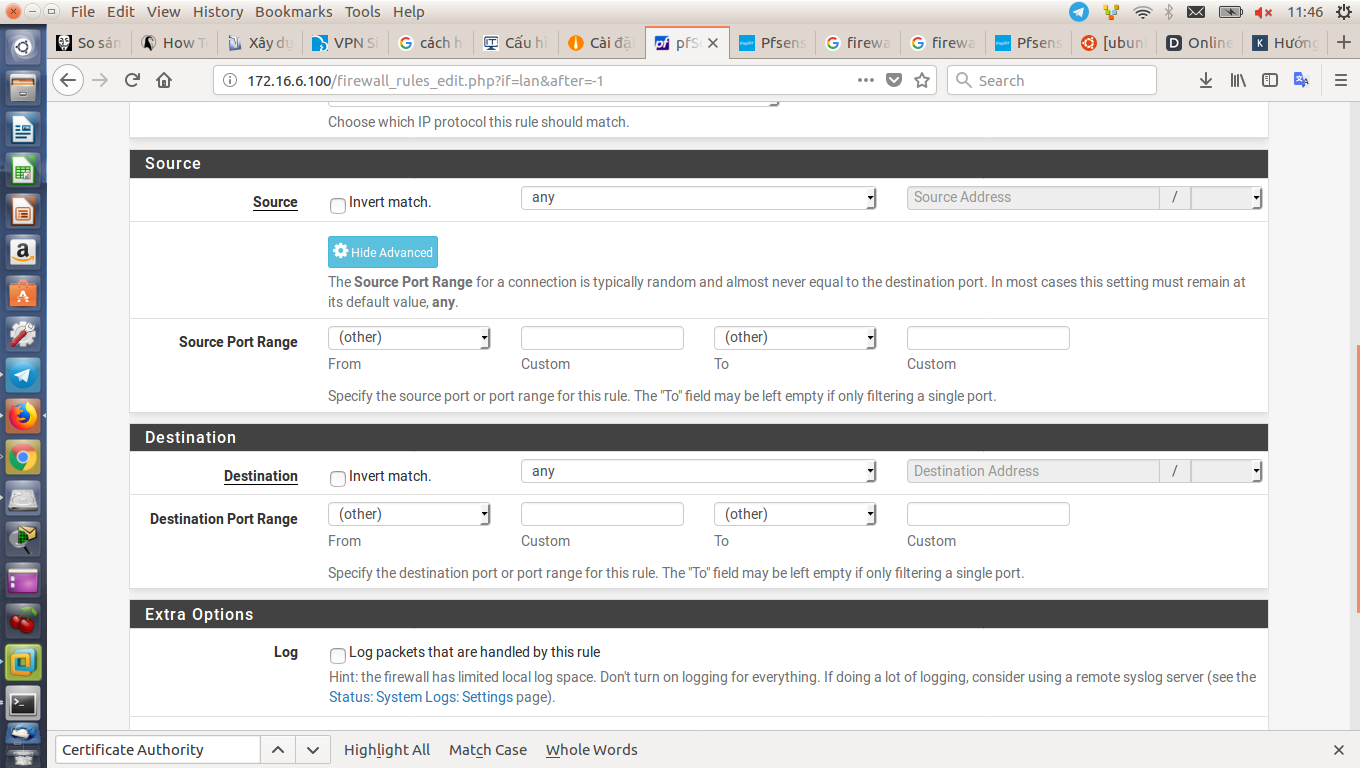 File Edit View History Bookmarks Tools Help 11:46
So sán How T Xây dự VPN Si cách h Cấu hì Cài đặt pfS Pfsens firewa firewa Pfsens [ubun Online Hướng
172.16.6.100/firewall_rules_edit.php?if=lan&after=-1 Search
Choose which IP protocol this rule should match.
Source
Source Invert match. any Source Address /
Hide Advanced
The Source Port Range for a connection is typically random and almost never equal to the destination port. In most cases this setting must remain at
its default value, any.
Source Port Range (other) (other)
From Custom To Custom
Specify the source port or port range for this rule. The "To" field may be left empty if only filtering a single port.
Destination
Destination Invert match. any Destination Address /
Destination Port Range (other) (other)
From Custom To Custom
Specify the destination port or port range for this rule. The "To" field may be left empty if only filtering a single port.
Extra Options
Log Log packets that are handled by this rule
Hint: the firewall has limited local log space. Don't turn on logging for everything. If doing a lot of logging, consider using a remote syslog server (see the
Status: System Logs: Settings page).
Certificate Authority Highlight All Match Case Whole Words